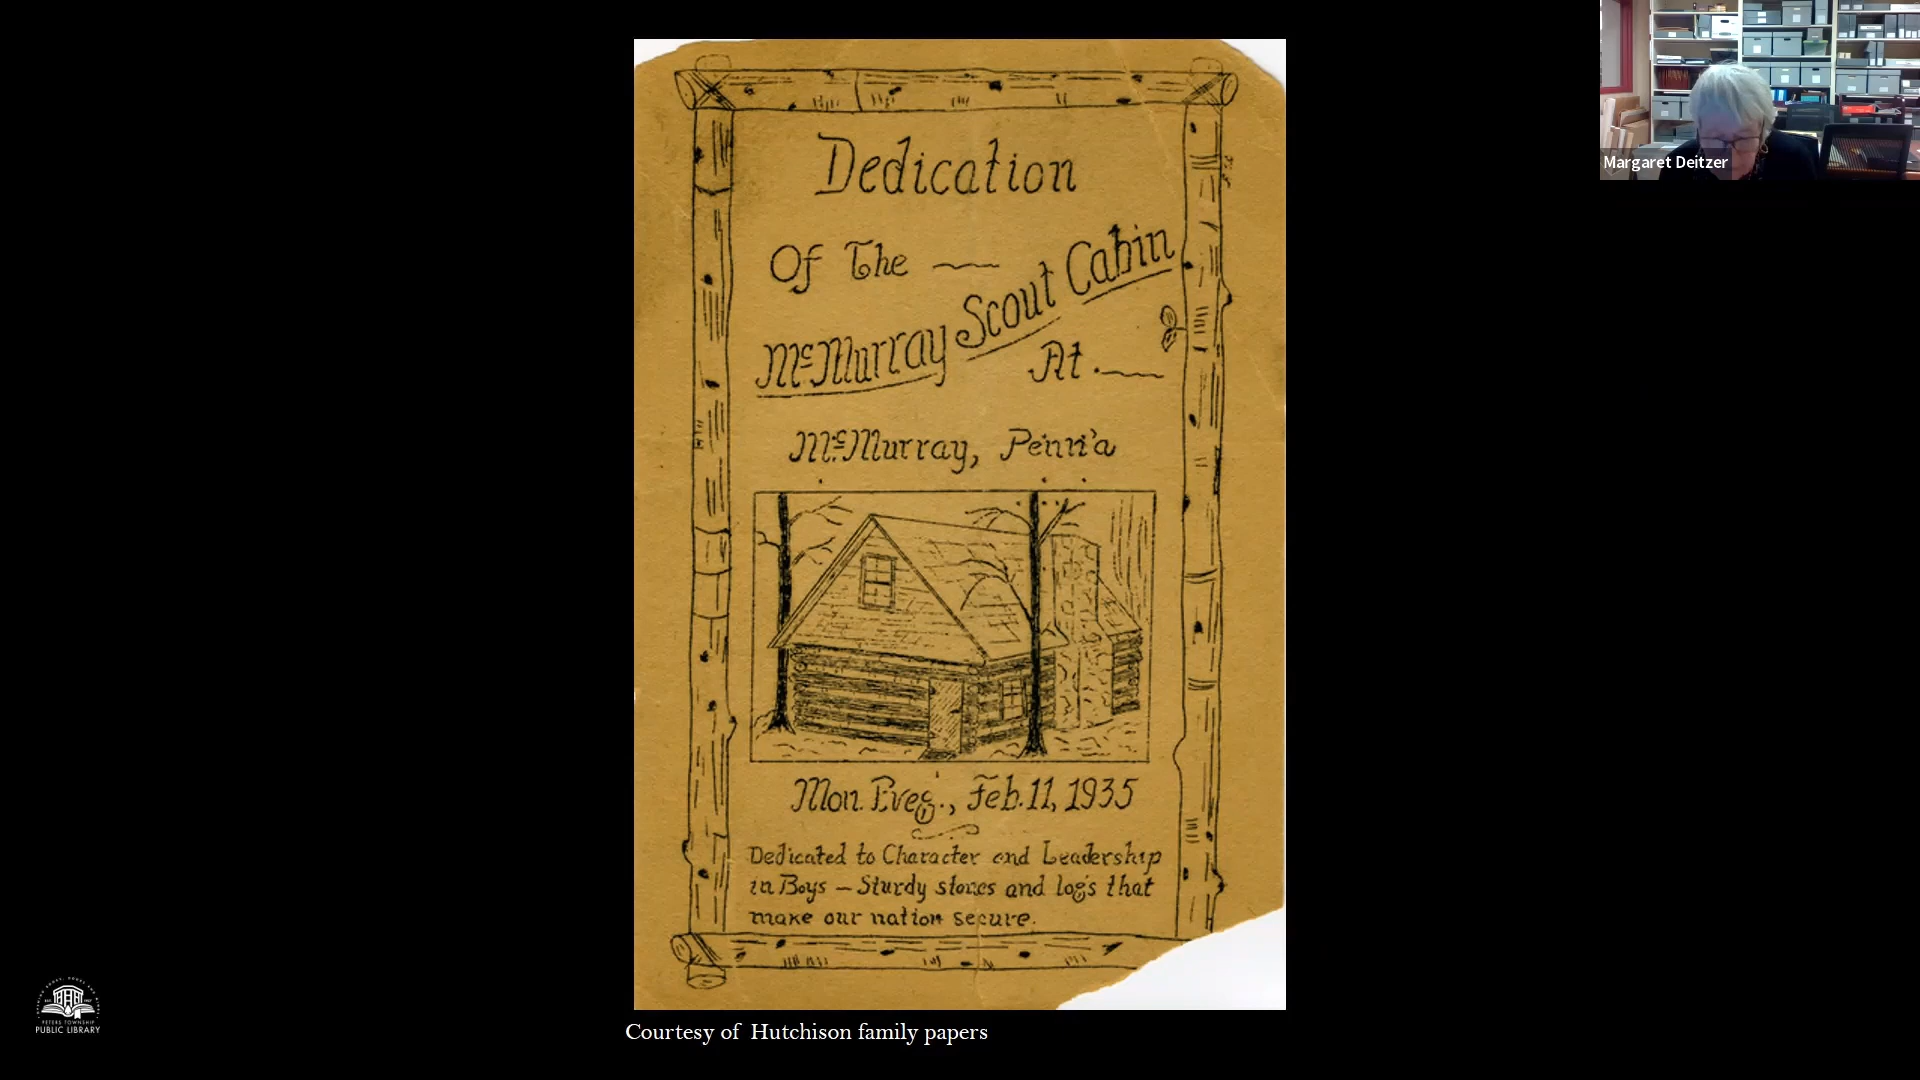 Dedication
Of The
McMurray Scout Cabin
At
McMurray, Penn'a
Mon. Eveg., Feb. 11, 1935
Dedicated to Character and Leadership
in Boys – Sturdy stones and logs that
make our nation secure.
Courtesy of Hutchison family papers
Margaret Deitzer
PETERS TOWNSHIP
PUBLIC LIBRARY